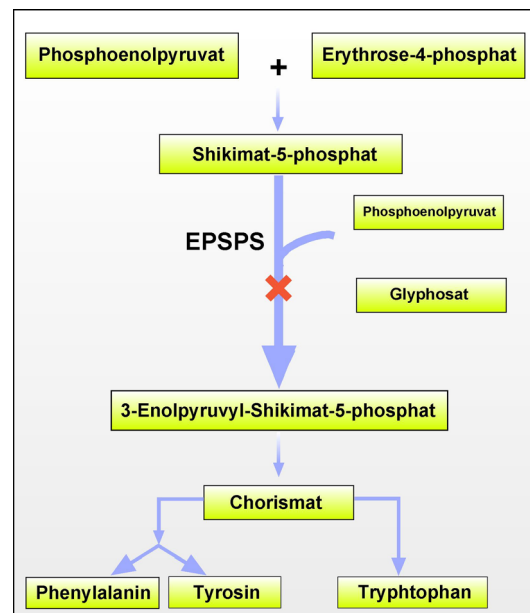 Phosphoenolpyruvat
+
Erythrose-4-phosphat
Shikimat-5-phosphat
EPSPS
Phosphoenolpyruvat
Glyphosat
3-Enolpyruvyl-Shikimat-5-phosphat
Chorismat
Phenylalanin
Tyrosin
Tryphtophan